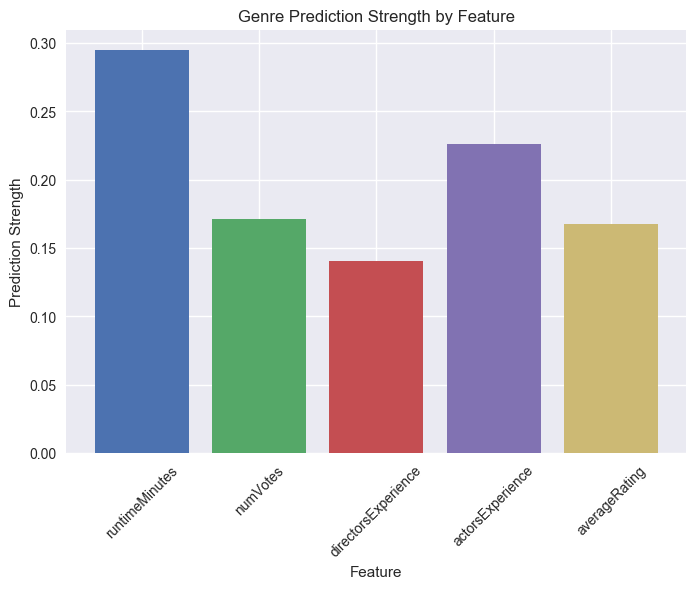 Genre Prediction Strength by Feature
Prediction Strength
0.30
0.25
0.20
0.15
0.10
0.05
0.00
runtimeMinutes
numVotes
directorsExperience
actorsExperience
averageRating
Feature